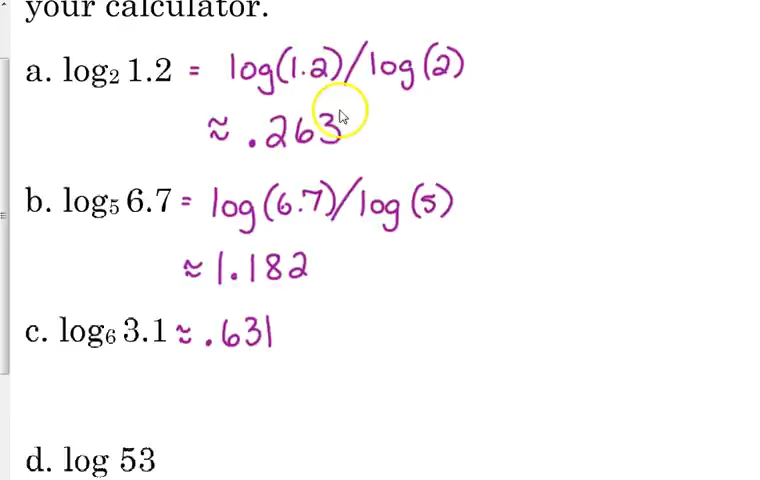 your calculator.
a. log₂ 1.2 = log(1.2)/log(2)
≈ .263
b. log₅ 6.7 = log(6.7)/log(5)
≈ 1.182
c. log₆ 3.1 ≈ .631
d. log 53